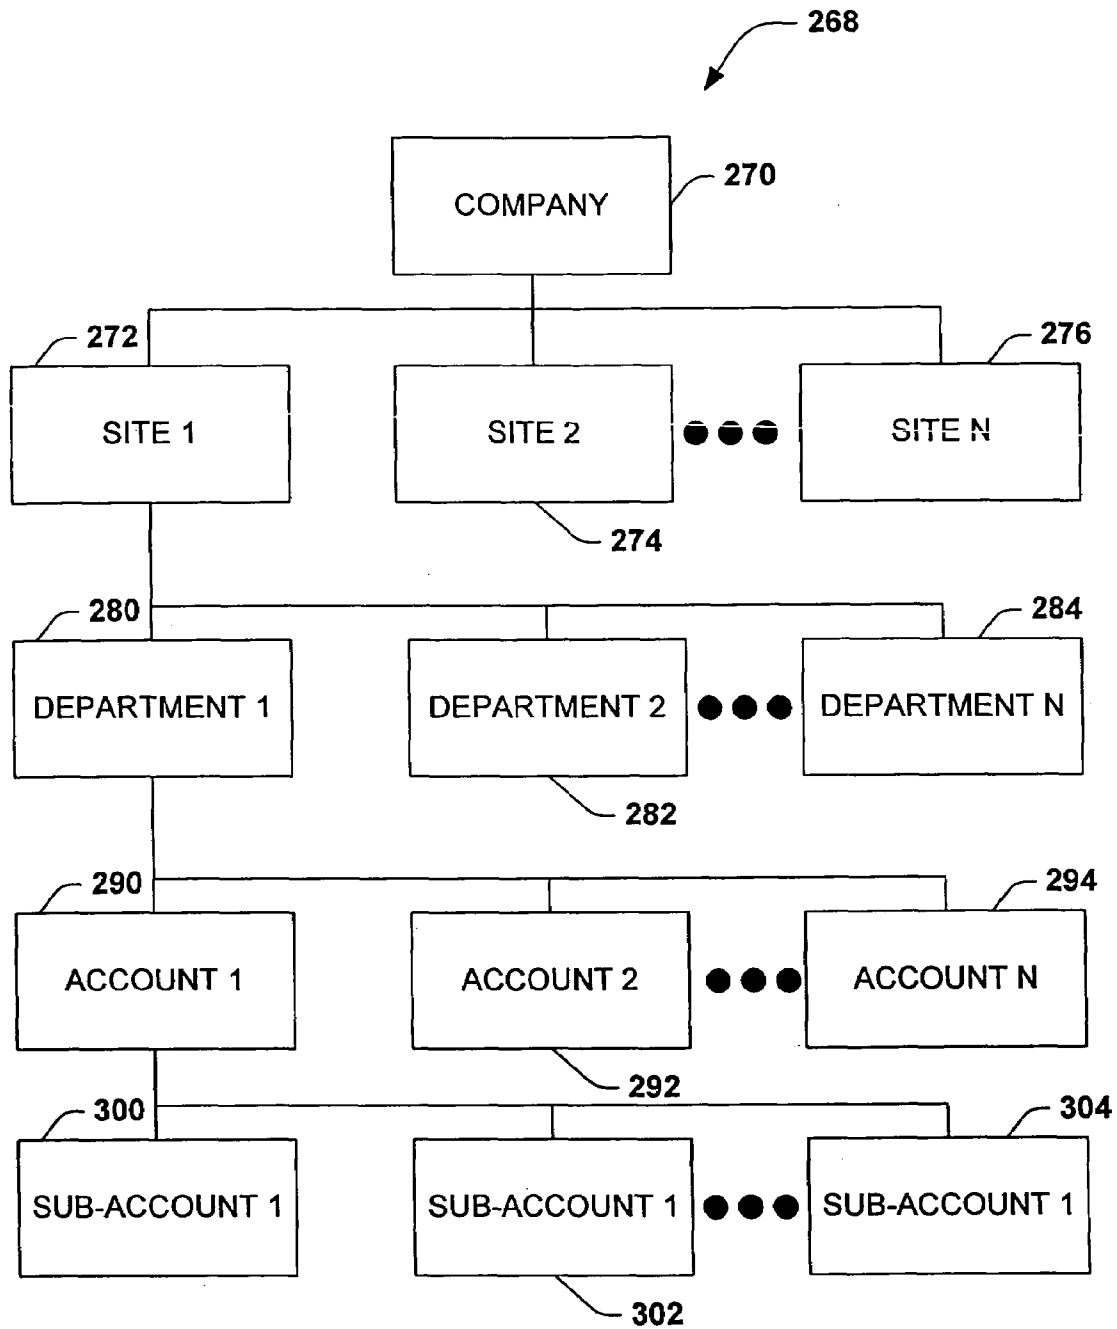 268
COMPANY
270
272
276
SITE 1
SITE 2
SITE N
274
280
284
DEPARTMENT 1
DEPARTMENT 2
DEPARTMENT N
282
290
294
ACCOUNT 1
ACCOUNT 2
ACCOUNT N
292
300
304
SUB-ACCOUNT 1
SUB-ACCOUNT 1
SUB-ACCOUNT 1
302